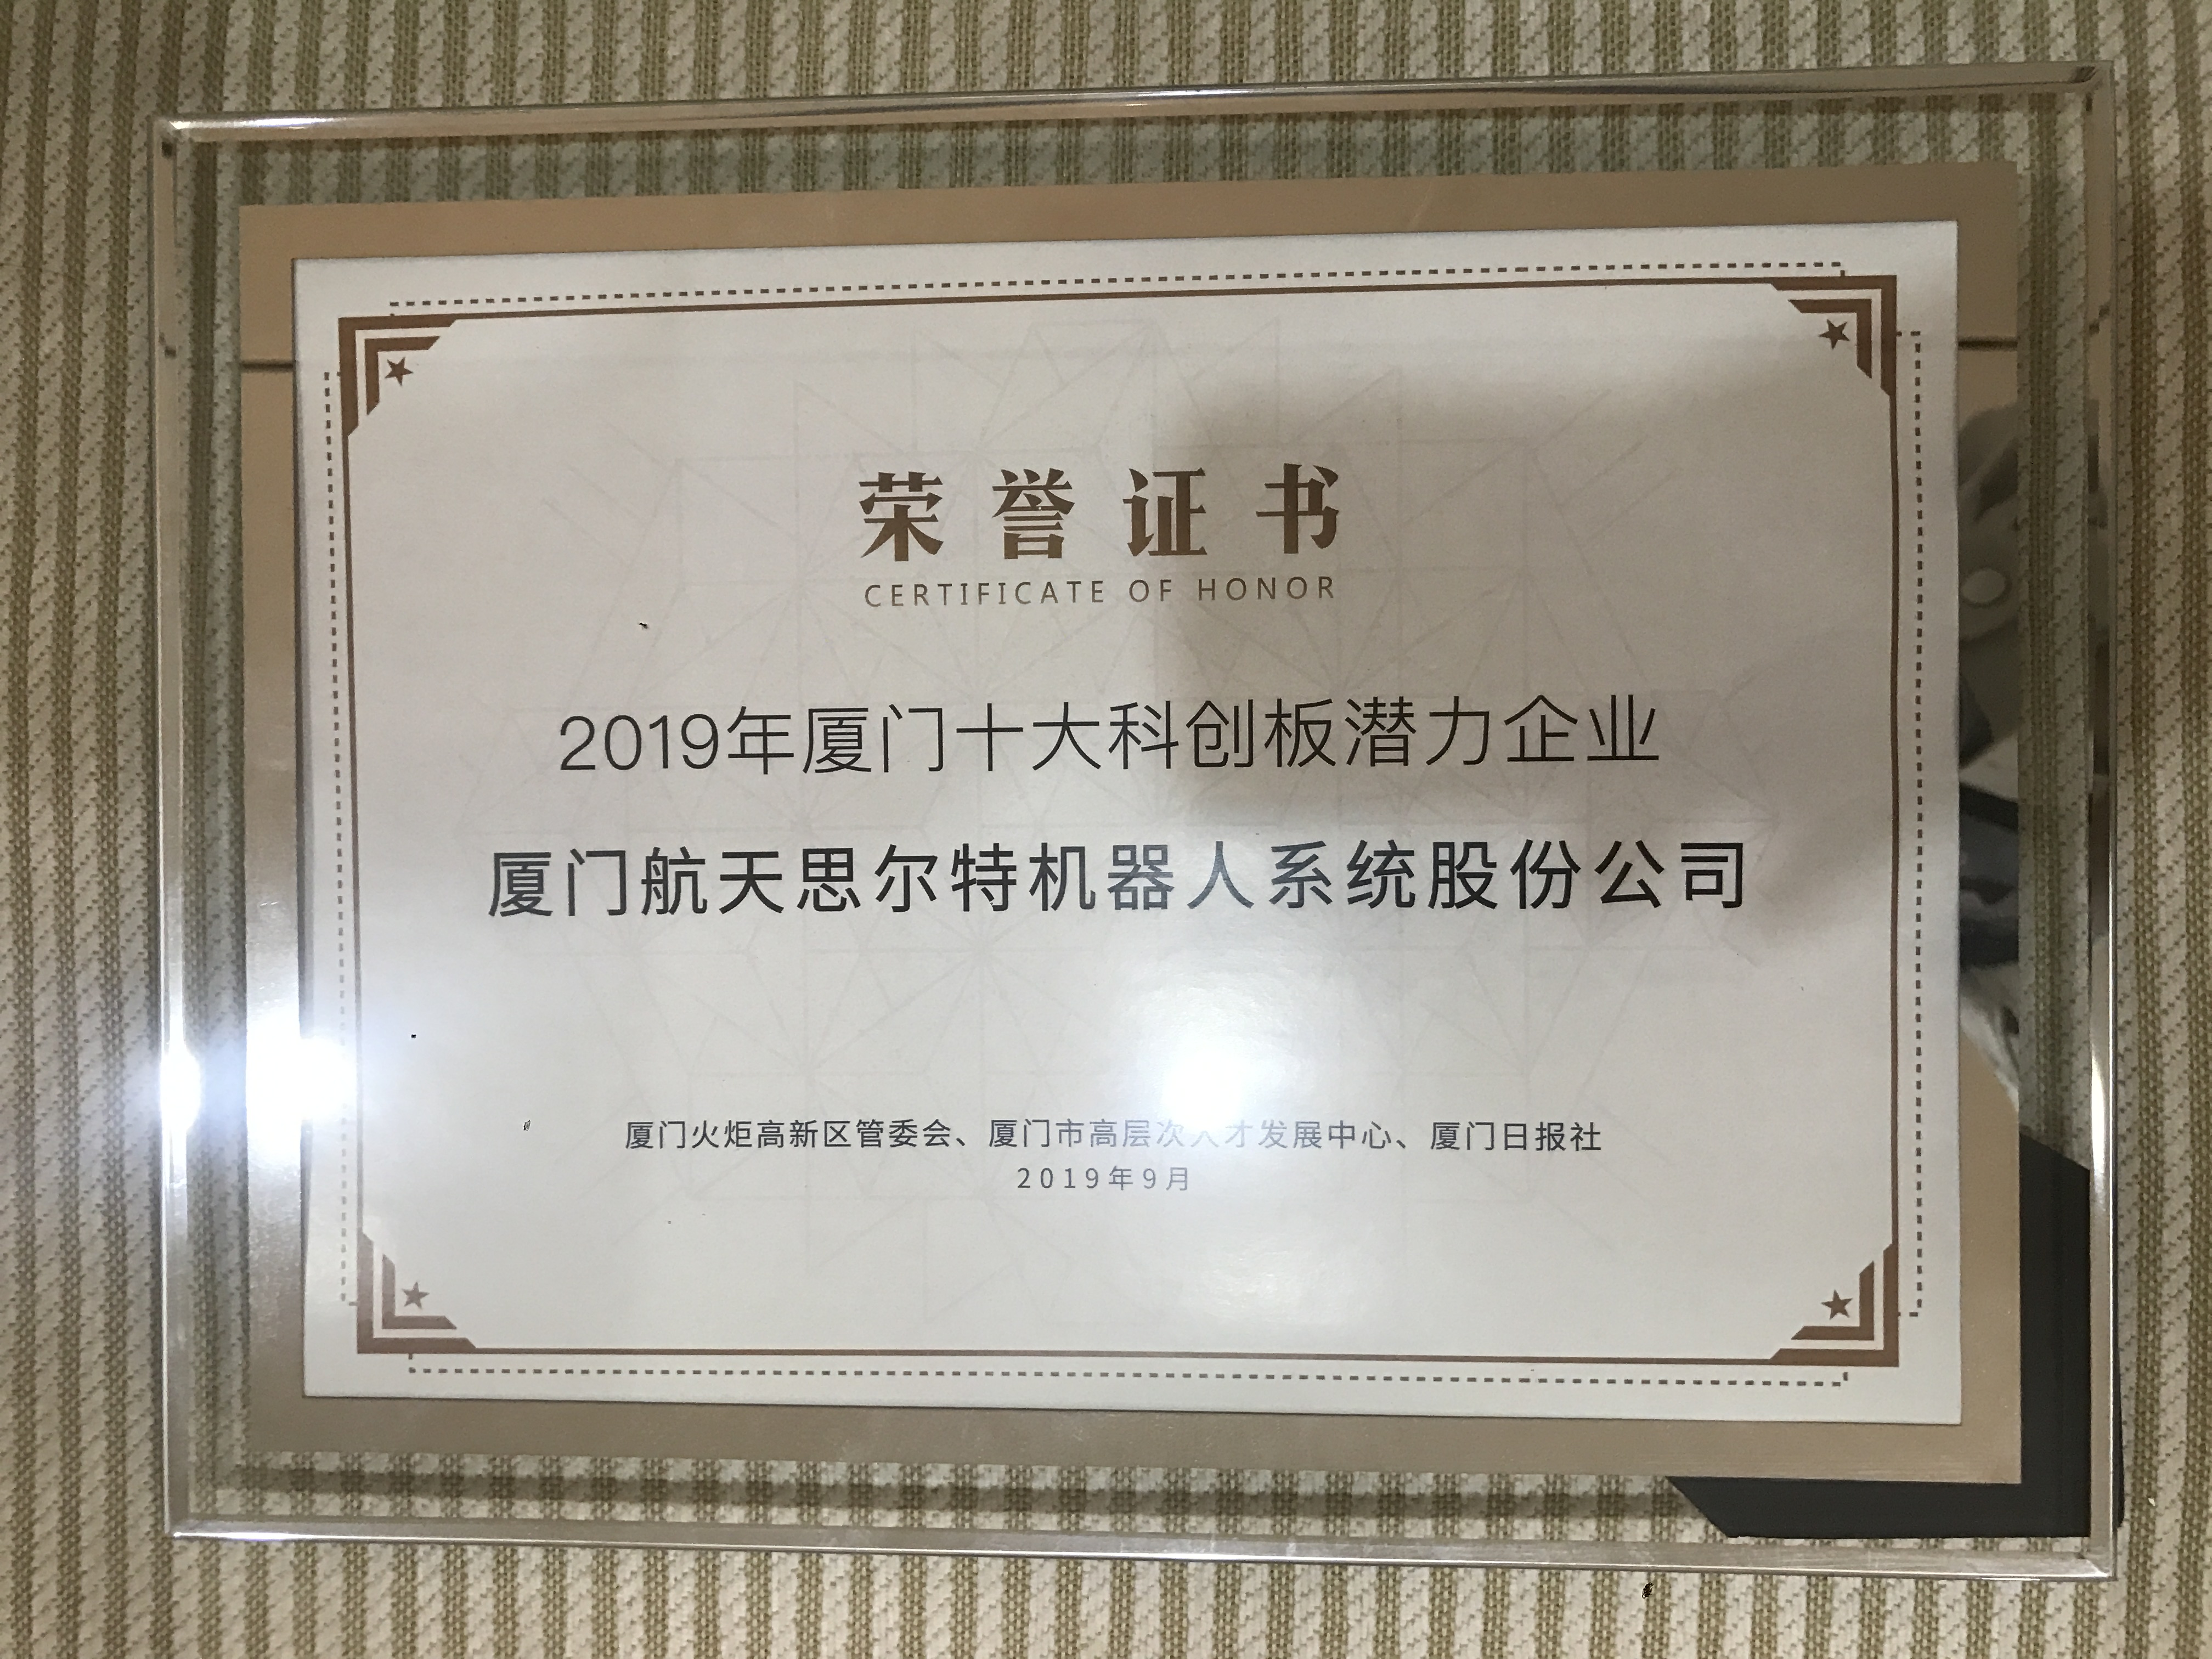 荣誉证书
CERTIFICATE OF HONOR
2019年厦门十大科创板潜力企业
厦门航天思尔特机器人系统股份公司
厦门火炬高新区管委会、厦门市高层次人才发展中心、厦门日报社
2019年9月